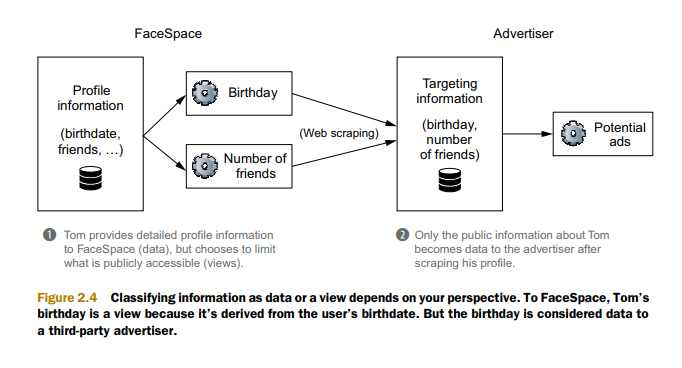 FaceSpace
Advertiser
Profile
information
(birthdate,
friends, …)
Birthday
Number of
friends
(Web scraping)
Targeting
information
(birthday,
number
of friends)
Potential
ads
1 Tom provides detailed profile information
to FaceSpace (data), but chooses to limit
what is publicly accessible (views).
2 Only the public information about Tom
becomes data to the advertiser after
scraping his profile.
Figure 2.4 Classifying information as data or a view depends on your perspective. To FaceSpace, Tom’s
birthday is a view because it’s derived from the user’s birthdate. But the birthday is considered data to
a third-party advertiser.